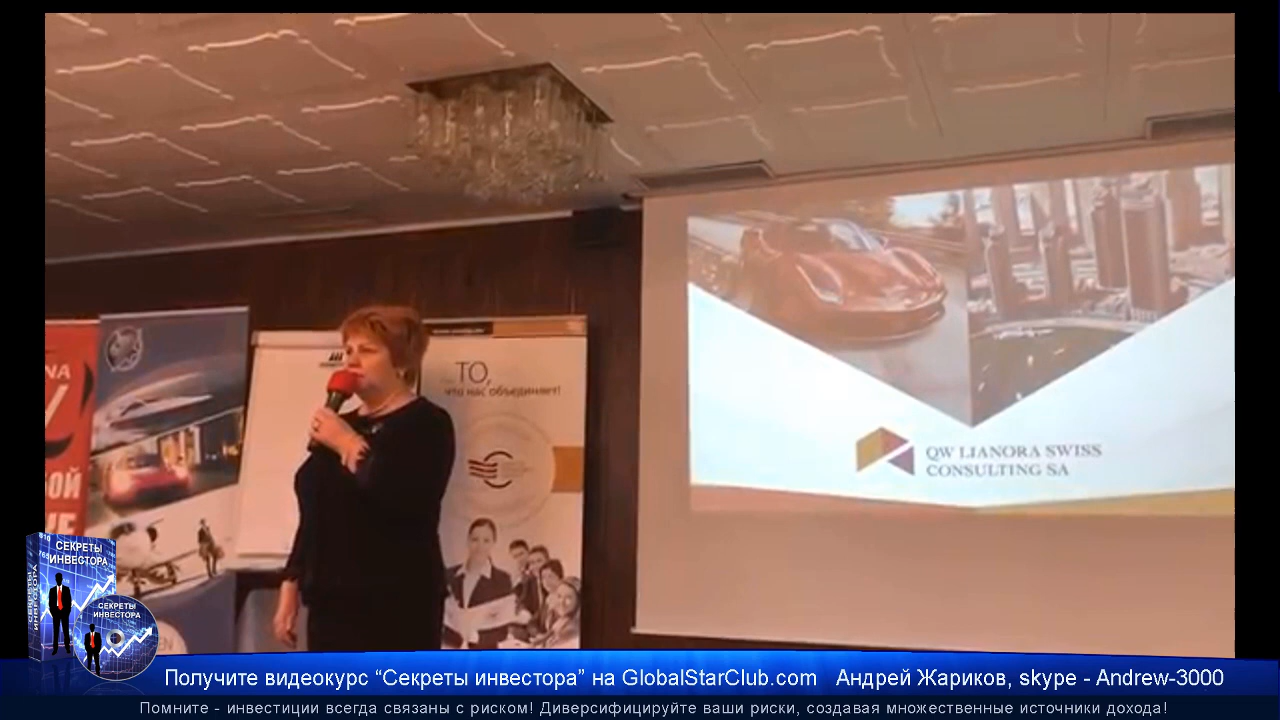 NA
ТО,
что нас объединяет!
ВОЙ
QW LIANORA SWISS
CONSULTING SA
СЕКРЕТЫ
ИНВЕСТОРА
СЕКРЕТЫ
ИНВЕСТОРА
СЕКРЕТЫ
ИНВЕСТОРА
Получите видеокурс “Секреты инвестора” на GlobalStarClub.com Андрей Жариков, skype - Andrew-3000
Помните - инвестиции всегда связаны с риском! Диверсифицируйте ваши риски, создавая множественные источники дохода!